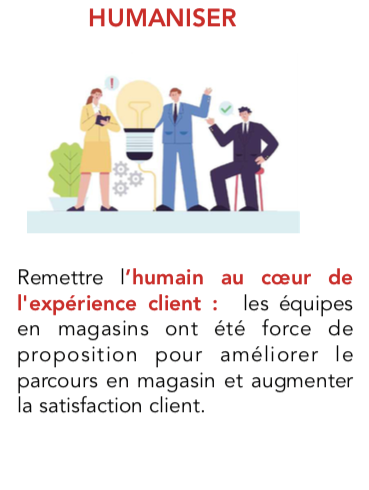 HUMANISER
Remettre l'humain au cœur de
l'expérience client : les équipes
en magasins ont été force de
proposition pour améliorer le
parcours en magasin et augmenter
la satisfaction client.